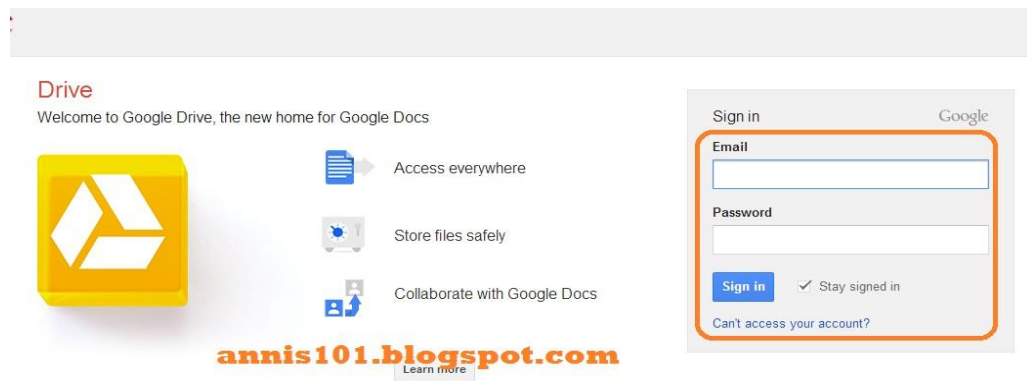 Drive
Welcome to Google Drive, the new home for Google Docs
Access everywhere
Store files safely
Collaborate with Google Docs
Learn more
annis101.blogspot.com
Sign in Google
Email
Password
Sign in Stay signed in
Can't access your account?